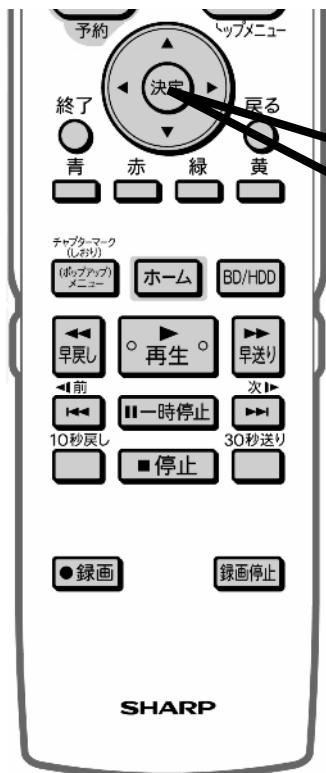 予約
トップメニュー
決定
終了
戻る
青 赤 緑 黄
チャプターマーク
(しおり)
(ポップアップ)
メニュー
ホーム
BD/HDD
早戻し
再生
早送り
前
次
一時停止
10秒戻し
30秒送り
停止
録画
録画停止
SHARP